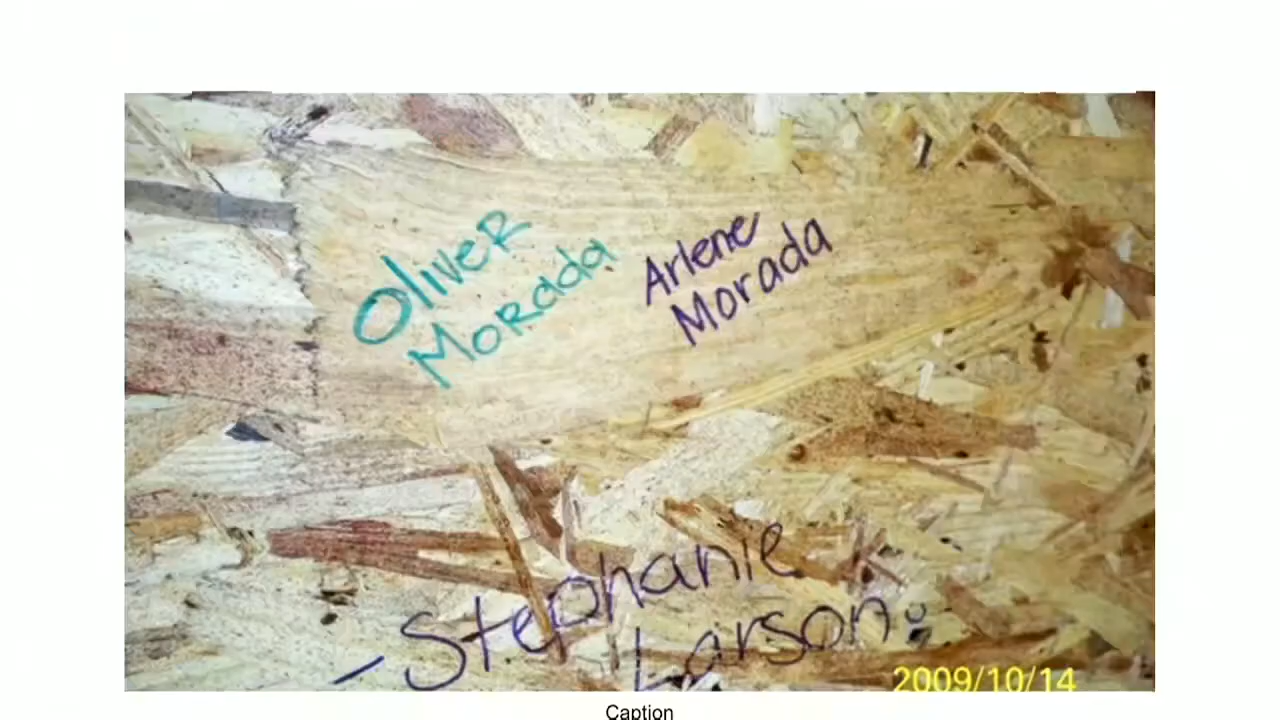 Oliver
Morada
Arlene
Morada
-Stephanie
Larson
2009/10/14
Caption